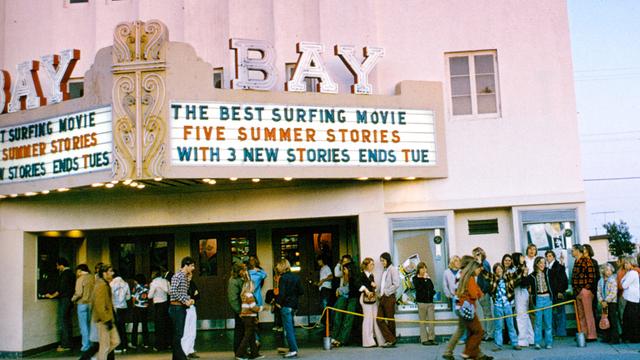 BAY
MOVIE
SUMMER STORIES
STORIES ENDS TUES
BAY
THE BEST SURFING MOVIE
FIVE SUMMER STORIES
WITH 3 NEW STORIES ENDS TUE